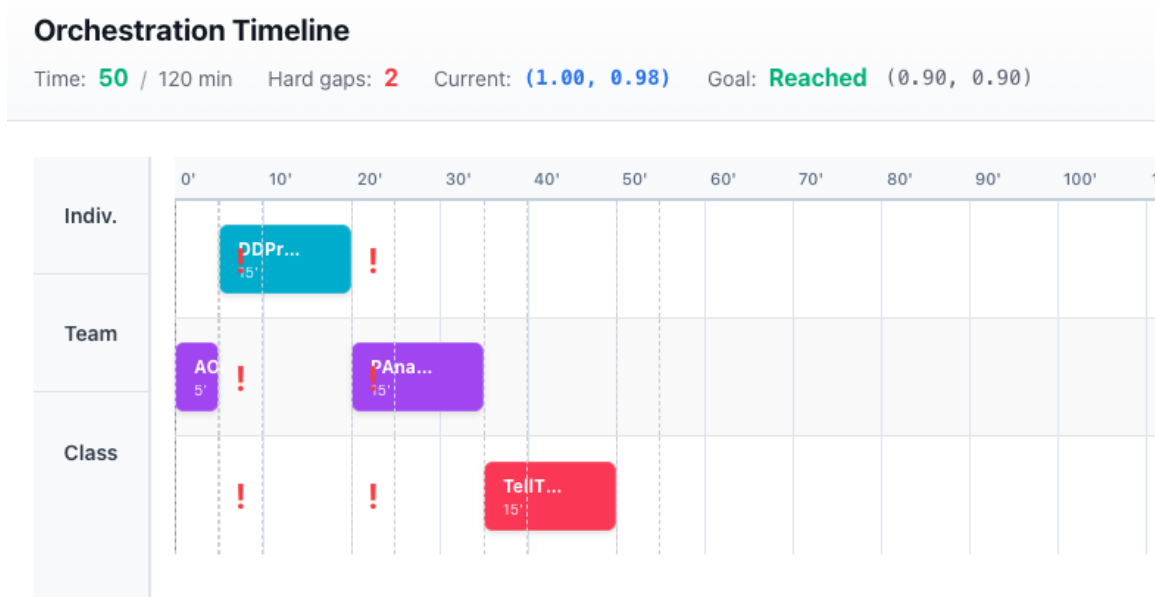 Orchestration Timeline
Time: 50 / 120 min Hard gaps: 2 Current: (1.00, 0.98) Goal: Reached (0.90, 0.90)
0' 10' 20' 30' 40' 50' 60' 70' 80' 90' 100' 1
Indiv.
DDPr...
15'
!
!
Team
AC
5'
!
PAna...
15'
!
Class
!
!
TellT...
15'